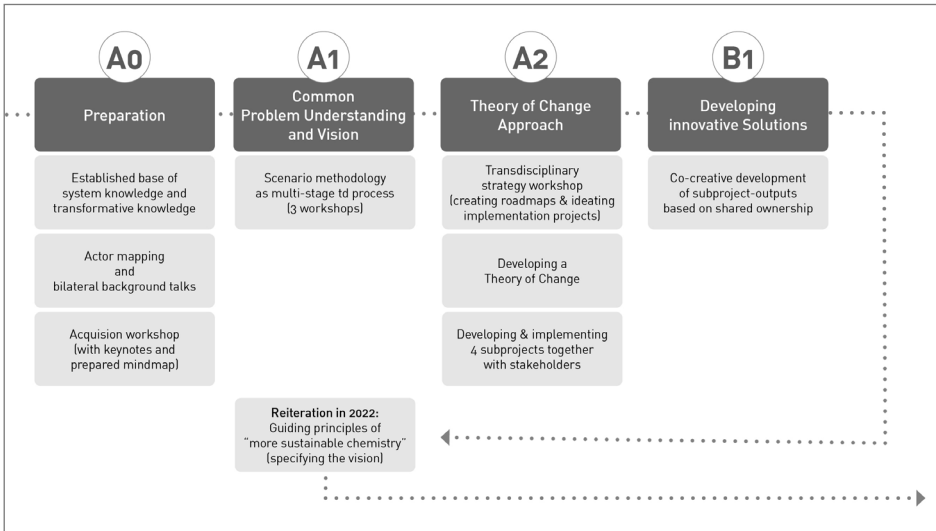 A0
Preparation
Established base of
system knowledge and
transformative knowledge
Actor mapping
and
bilateral background talks
Acquision workshop
(with keynotes and
prepared mindmap)
A1
Common
Problem Understanding
and Vision
Scenario methodology
as multi-stage td process
(3 workshops)
Reiteration in 2022:
Guiding principles of
"more sustainable chemistry"
(specifying the vision)
A2
Theory of Change
Approach
Transdisciplinary
strategy workshop
(creating roadmaps & ideating
implementation projects)
Developing a
Theory of Change
Developing & implementing
4 subprojects together
with stakeholders
B1
Developing
innovative Solutions
Co-creative development
of subproject-outputs
based on shared ownership